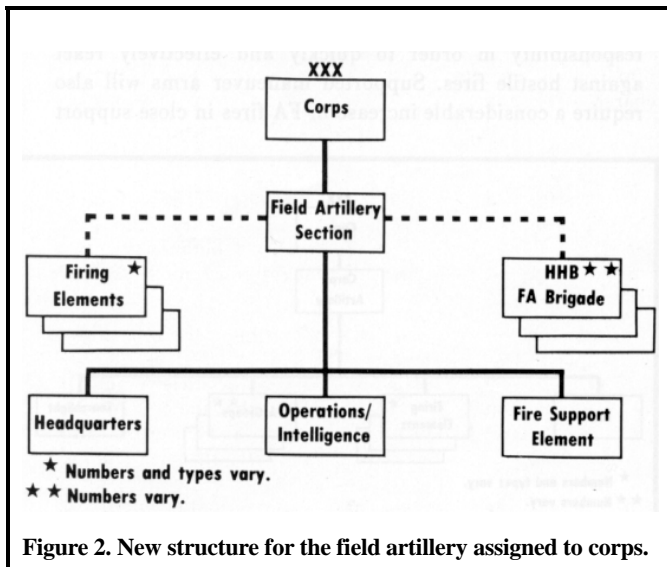 responsibility in order to quickly and effectively react
against hostile fires. Supported maneuver arms will also
require a considerable increase in FA fires in close support
XXX
Corps
Field Artillery
Section
Firing ★
Elements
HHB ★ ★
FA Brigade
Headquarters
Operations/
Intelligence
Fire Support
Element
★ Numbers and types vary.
★ ★ Numbers vary.
Figure 2. New structure for the field artillery assigned to corps.